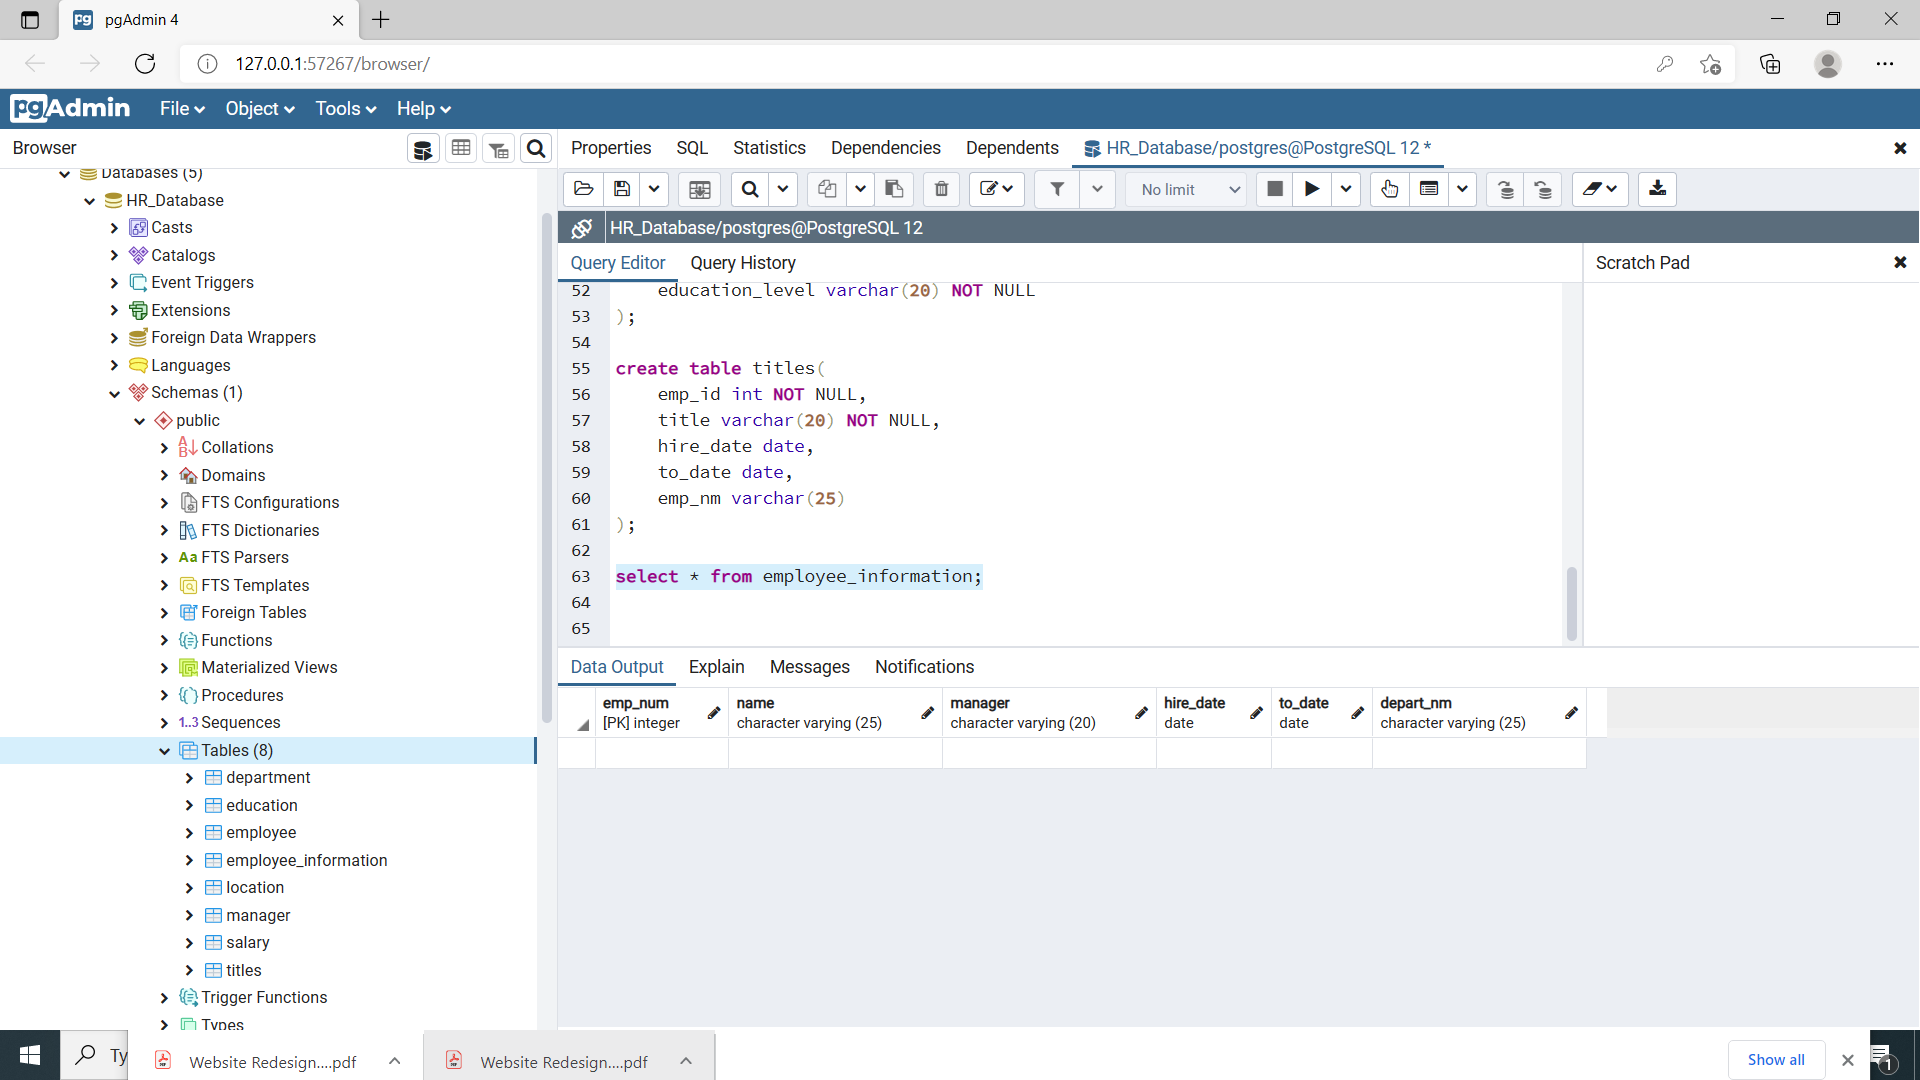 pgAdmin 4
127.0.0.1:57267/browser/
pgAdmin File Object Tools Help
Browser
Properties SQL Statistics Dependencies Dependents HR_Database/postgres@PostgreSQL 12 *
No limit
HR_Database/postgres@PostgreSQL 12
Query Editor Query History
Scratch Pad
Databases (5)
HR_Database
Casts
Catalogs
Event Triggers
Extensions
Foreign Data Wrappers
Languages
Schemas (1)
public
Collations
Domains
FTS Configurations
FTS Dictionaries
Aa FTS Parsers
FTS Templates
Foreign Tables
Functions
Materialized Views
Procedures
1..3 Sequences
Tables (8)
department
education
employee
employee_information
location
manager
salary
titles
Trigger Functions
Types
52 education_level varchar(20) NOT NULL
53 );
54
55 create table titles(
56 emp_id int NOT NULL,
57 title varchar(20) NOT NULL,
58 hire_date date,
59 to_date date,
60 emp_nm varchar(25)
61 );
62
63 select * from employee_information;
64
65
Data Output Explain Messages Notifications
emp_num name manager hire_date to_date depart_nm
[PK] integer character varying (25) character varying (20) date date character varying (25)
Ty
Website Redesign....pdf
Website Redesign....pdf
Show all
1